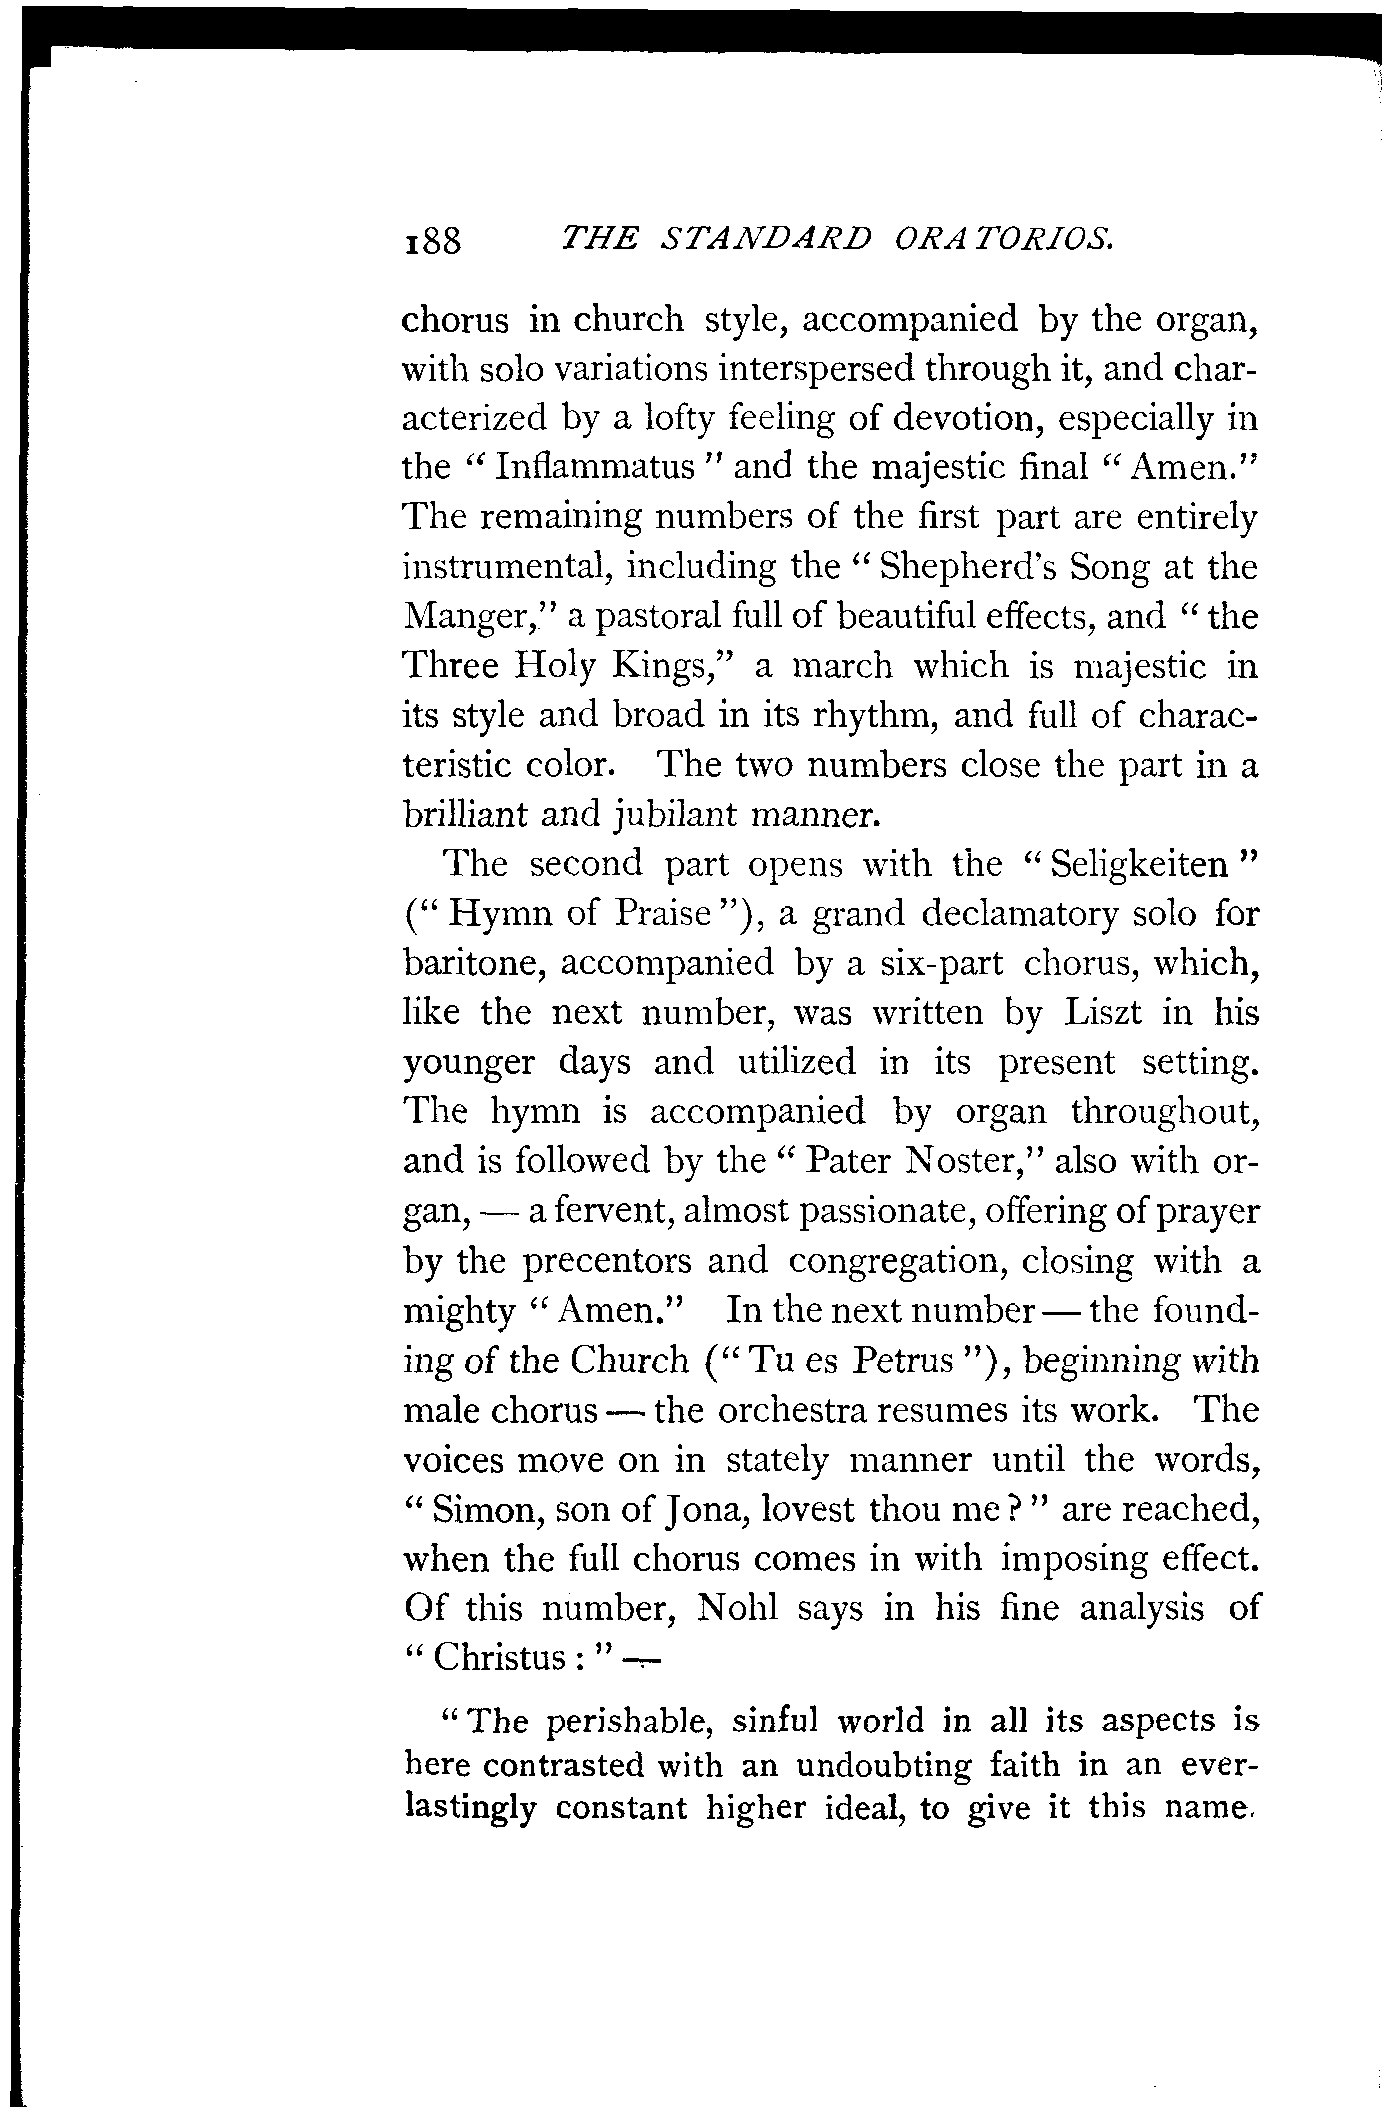 188 THE STANDARD ORATORIOS.
chorus in church style, accompanied by the organ,
with solo variations interspersed through it, and char-
acterized by a lofty feeling of devotion, especially in
the “ Inflammatus ” and the majestic final “ Amen.”
The remaining numbers of the first part are entirely
instrumental, including the “ Shepherd’s Song at the
Manger,” a pastoral full of beautiful effects, and “ the
Three Holy Kings,” a march which is majestic in
its style and broad in its rhythm, and full of charac-
teristic color. The two numbers close the part in a
brilliant and jubilant manner.
The second part opens with the “ Seligkeiten ”
(“ Hymn of Praise ”), a grand declamatory solo for
baritone, accompanied by a six-part chorus, which,
like the next number, was written by Liszt in his
younger days and utilized in its present setting.
The hymn is accompanied by organ throughout,
and is followed by the “ Pater Noster,” also with or-
gan, — a fervent, almost passionate, offering of prayer
by the precentors and congregation, closing with a
mighty “ Amen.” In the next number — the found-
ing of the Church (“ Tu es Petrus ”), beginning with
male chorus — the orchestra resumes its work. The
voices move on in stately manner until the words,
“ Simon, son of Jona, lovest thou me ? ” are reached,
when the full chorus comes in with imposing effect.
Of this number, Nohl says in his fine analysis of
“ Christus : ” —
“ The perishable, sinful world in all its aspects is
here contrasted with an undoubting faith in an ever-
lastingly constant higher ideal, to give it this name.